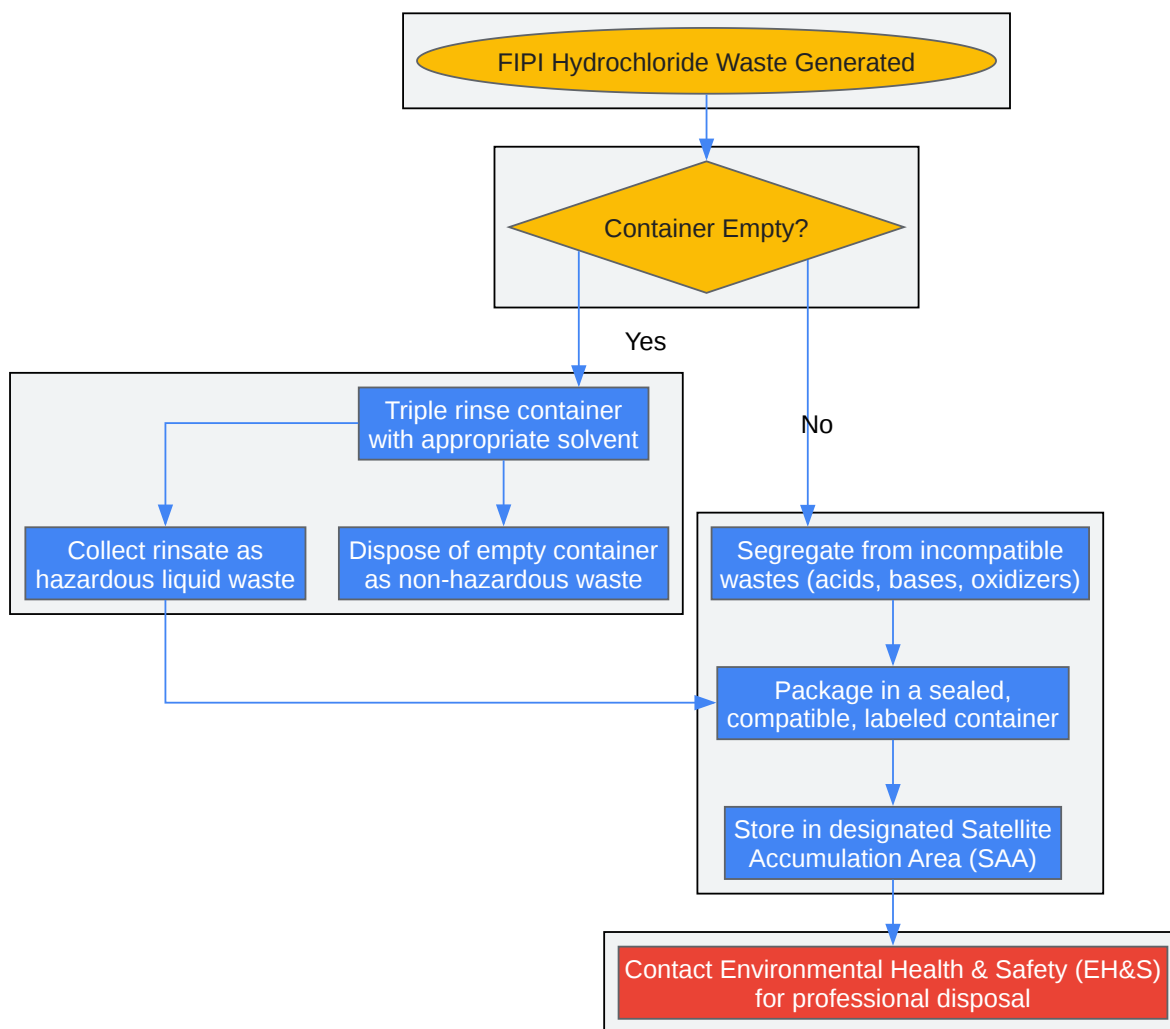 FIPI Hydrochloride Waste Generated
Container Empty?
Yes
No
Triple rinse container
with appropriate solvent
Collect rinsate as
hazardous liquid waste
Dispose of empty container
as non-hazardous waste
Segregate from incompatible
wastes (acids, bases, oxidizers)
Package in a sealed,
compatible, labeled container
Store in designated Satellite
Accumulation Area (SAA)
Contact Environmental Health & Safety (EH&S)
for professional disposal